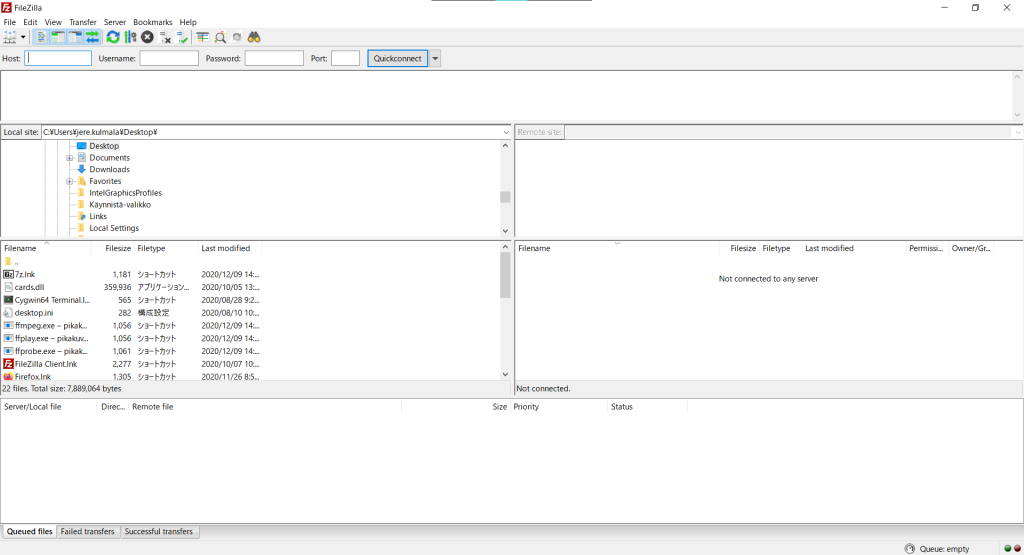 FileZilla
File Edit View Transfer Server Bookmarks Help
Host: Username: Password: Port: Quickconnect
Local site: C:¥Users¥jere.kulmala¥Desktop¥
Remote site:
Desktop
Documents
Downloads
Favorites
IntelGraphicsProfiles
Käynnistä-valikko
Links
Local Settings
Filename Filesize Filetype Last modified
..
7z.lnk 1,181 ショートカット 2020/12/09 14:...
cards.dll 359,936 アプリケーション... 2020/10/05 13:...
Cygwin64 Terminal.l... 565 ショートカット 2020/08/28 9:2...
desktop.ini 282 構成設定 2020/08/10 10:...
ffmpeg.exe – pikak... 1,056 ショートカット 2020/12/09 14:...
ffplay.exe – pikakuv... 1,056 ショートカット 2020/12/09 14:...
ffprobe.exe – pikak... 1,061 ショートカット 2020/12/09 14:...
FileZilla Client.lnk 2,277 ショートカット 2020/10/07 10:...
Firefox.lnk 1,305 ショートカット 2020/11/26 8:5...
22 files. Total size: 7,889,064 bytes
Filename Filesize Filetype Last modified Permissi... Owner/Gr...
Not connected to any server
Not connected.
Server/Local file Direc... Remote file Size Priority Status
Queued files Failed transfers Successful transfers
Queue: empty